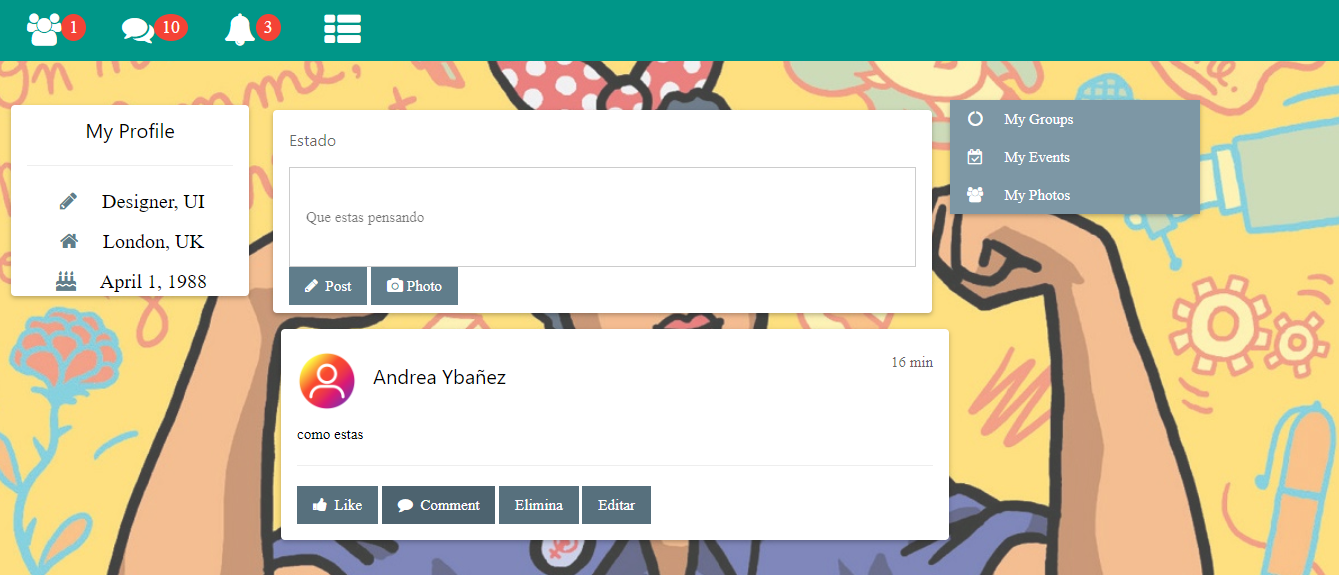 1
10
3
My Profile
Designer, UI
London, UK
April 1, 1988
Estado
Que estas pensando
Post
Photo
Andrea Ybañez
16 min
como estas
Like
Comment
Elimina
Editar
My Groups
My Events
My Photos